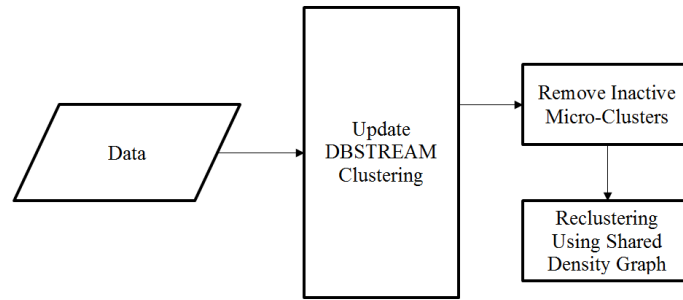 Data
Update
DBSTREAM
Clustering
Remove Inactive
Micro-Clusters
Reclustering
Using Shared
Density Graph